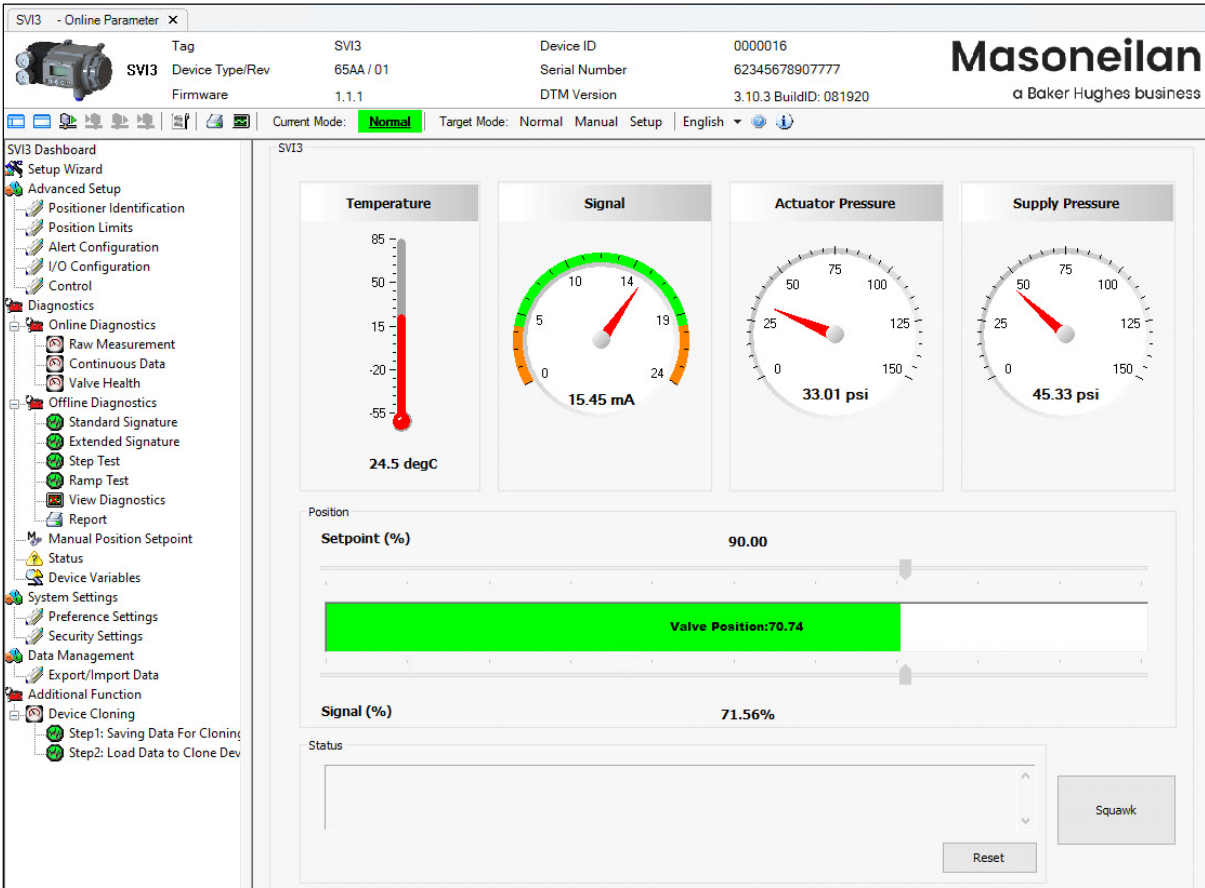 SVI3 - Online Parameter ×
SVI3
Tag SVI3 Device ID 0000016
Device Type/Rev 65AA / 01 Serial Number 62345678907777
Firmware 1.1.1 DTM Version 3.10.3 BuildID: 081920
Masoneilan
a Baker Hughes business
Current Mode: Normal Target Mode: Normal Manual Setup English
SVI3 Dashboard
Setup Wizard
Advanced Setup
Positioner Identification
Position Limits
Alert Configuration
I/O Configuration
Control
Diagnostics
Online Diagnostics
Raw Measurement
Continuous Data
Valve Health
Offline Diagnostics
Standard Signature
Extended Signature
Step Test
Ramp Test
View Diagnostics
Report
Manual Position Setpoint
Status
Device Variables
System Settings
Preference Settings
Security Settings
Data Management
Export/Import Data
Additional Function
Device Cloning
Step1: Saving Data For Cloning
Step2: Load Data to Clone Dev
SVI3
Temperature
85
50
15
-20
-55
24.5 degC
Signal
0 5 10 14 19 24
15.45 mA
Actuator Pressure
0 25 50 75 100 125 150
33.01 psi
Supply Pressure
0 25 50 75 100 125 150
45.33 psi
Position
Setpoint (%) 90.00
Valve Position:70.74
Signal (%) 71.56%
Status
Squawk
Reset